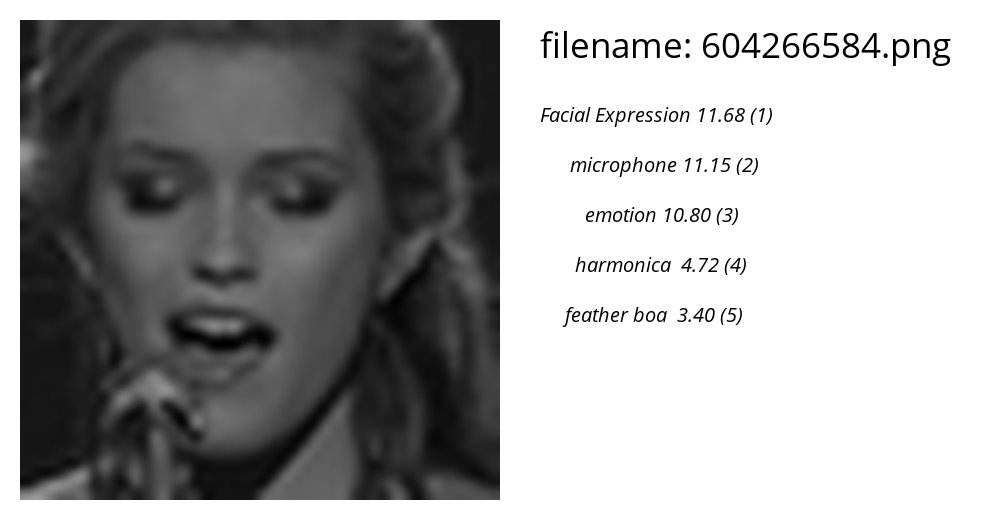 filename: 604266584.png
Facial Expression 11.68 (1)
microphone 11.15 (2)
emotion 10.80 (3)
harmonica 4.72 (4)
feather boa 3.40 (5)